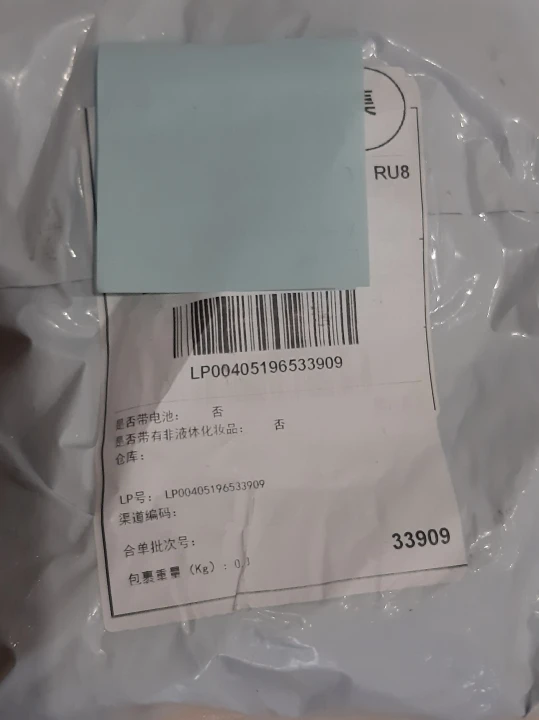 RU8
LP00405196533909
是否带电池： 否
是否带有非液体化妆品： 否
仓库：
LP号： LP00405196533909
渠道编码：
合单批次号：
33909
包裹重量（Kg）：